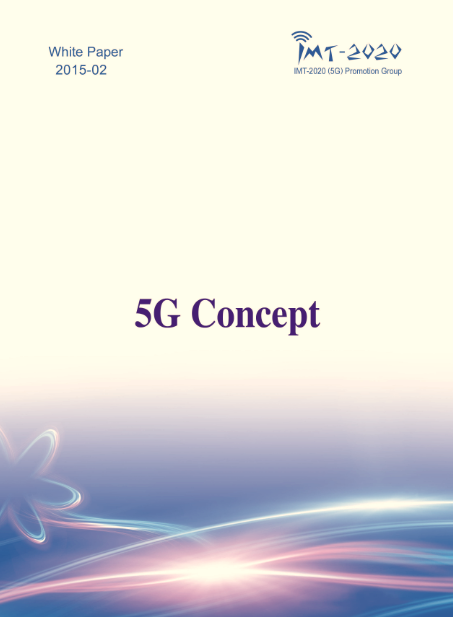 White Paper
2015-02
IMT-2020
IMT-2020 (5G) Promotion Group
5G Concept